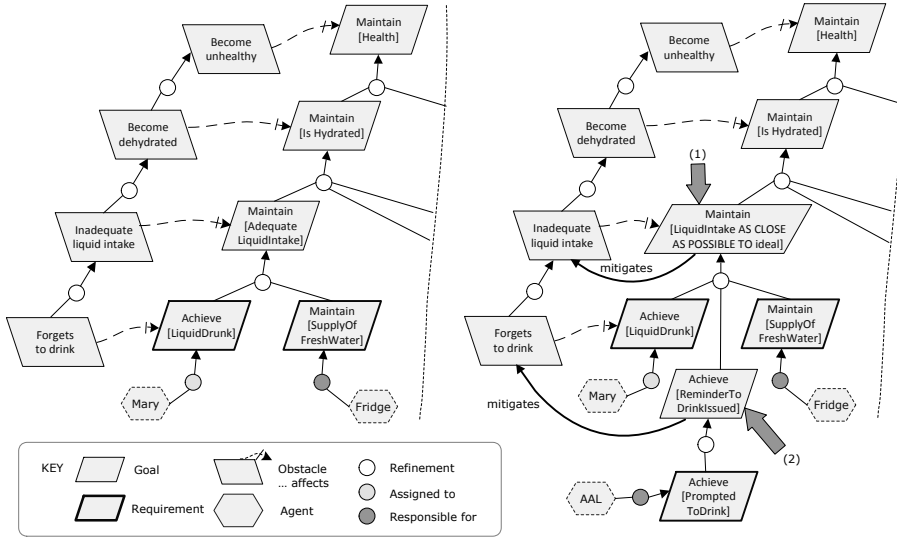 Maintain
[Health]
Become
unhealthy
Become
dehydrated
Maintain
[Is Hydrated]
Inadequate
liquid intake
Maintain
[Adequate
LiquidIntake]
Forgets
to drink
Achieve
[LiquidDrunk]
Maintain
[SupplyOf
FreshWater]
Mary
Fridge
Maintain
[Health]
Become
unhealthy
Become
dehydrated
Maintain
[Is Hydrated]
(1)
Inadequate
liquid intake
Maintain
[LiquidIntake AS CLOSE
AS POSSIBLE TO ideal]
mitigates
Forgets
to drink
Achieve
[LiquidDrunk]
Maintain
[SupplyOf
FreshWater]
Mary
Achieve
[ReminderTo
DrinkIssued]
Fridge
mitigates
(2)
AAL
Achieve
[Prompted
ToDrink]
KEY
Goal
Obstacle
... affects
Refinement
Requirement
Agent
Assigned to
Responsible for